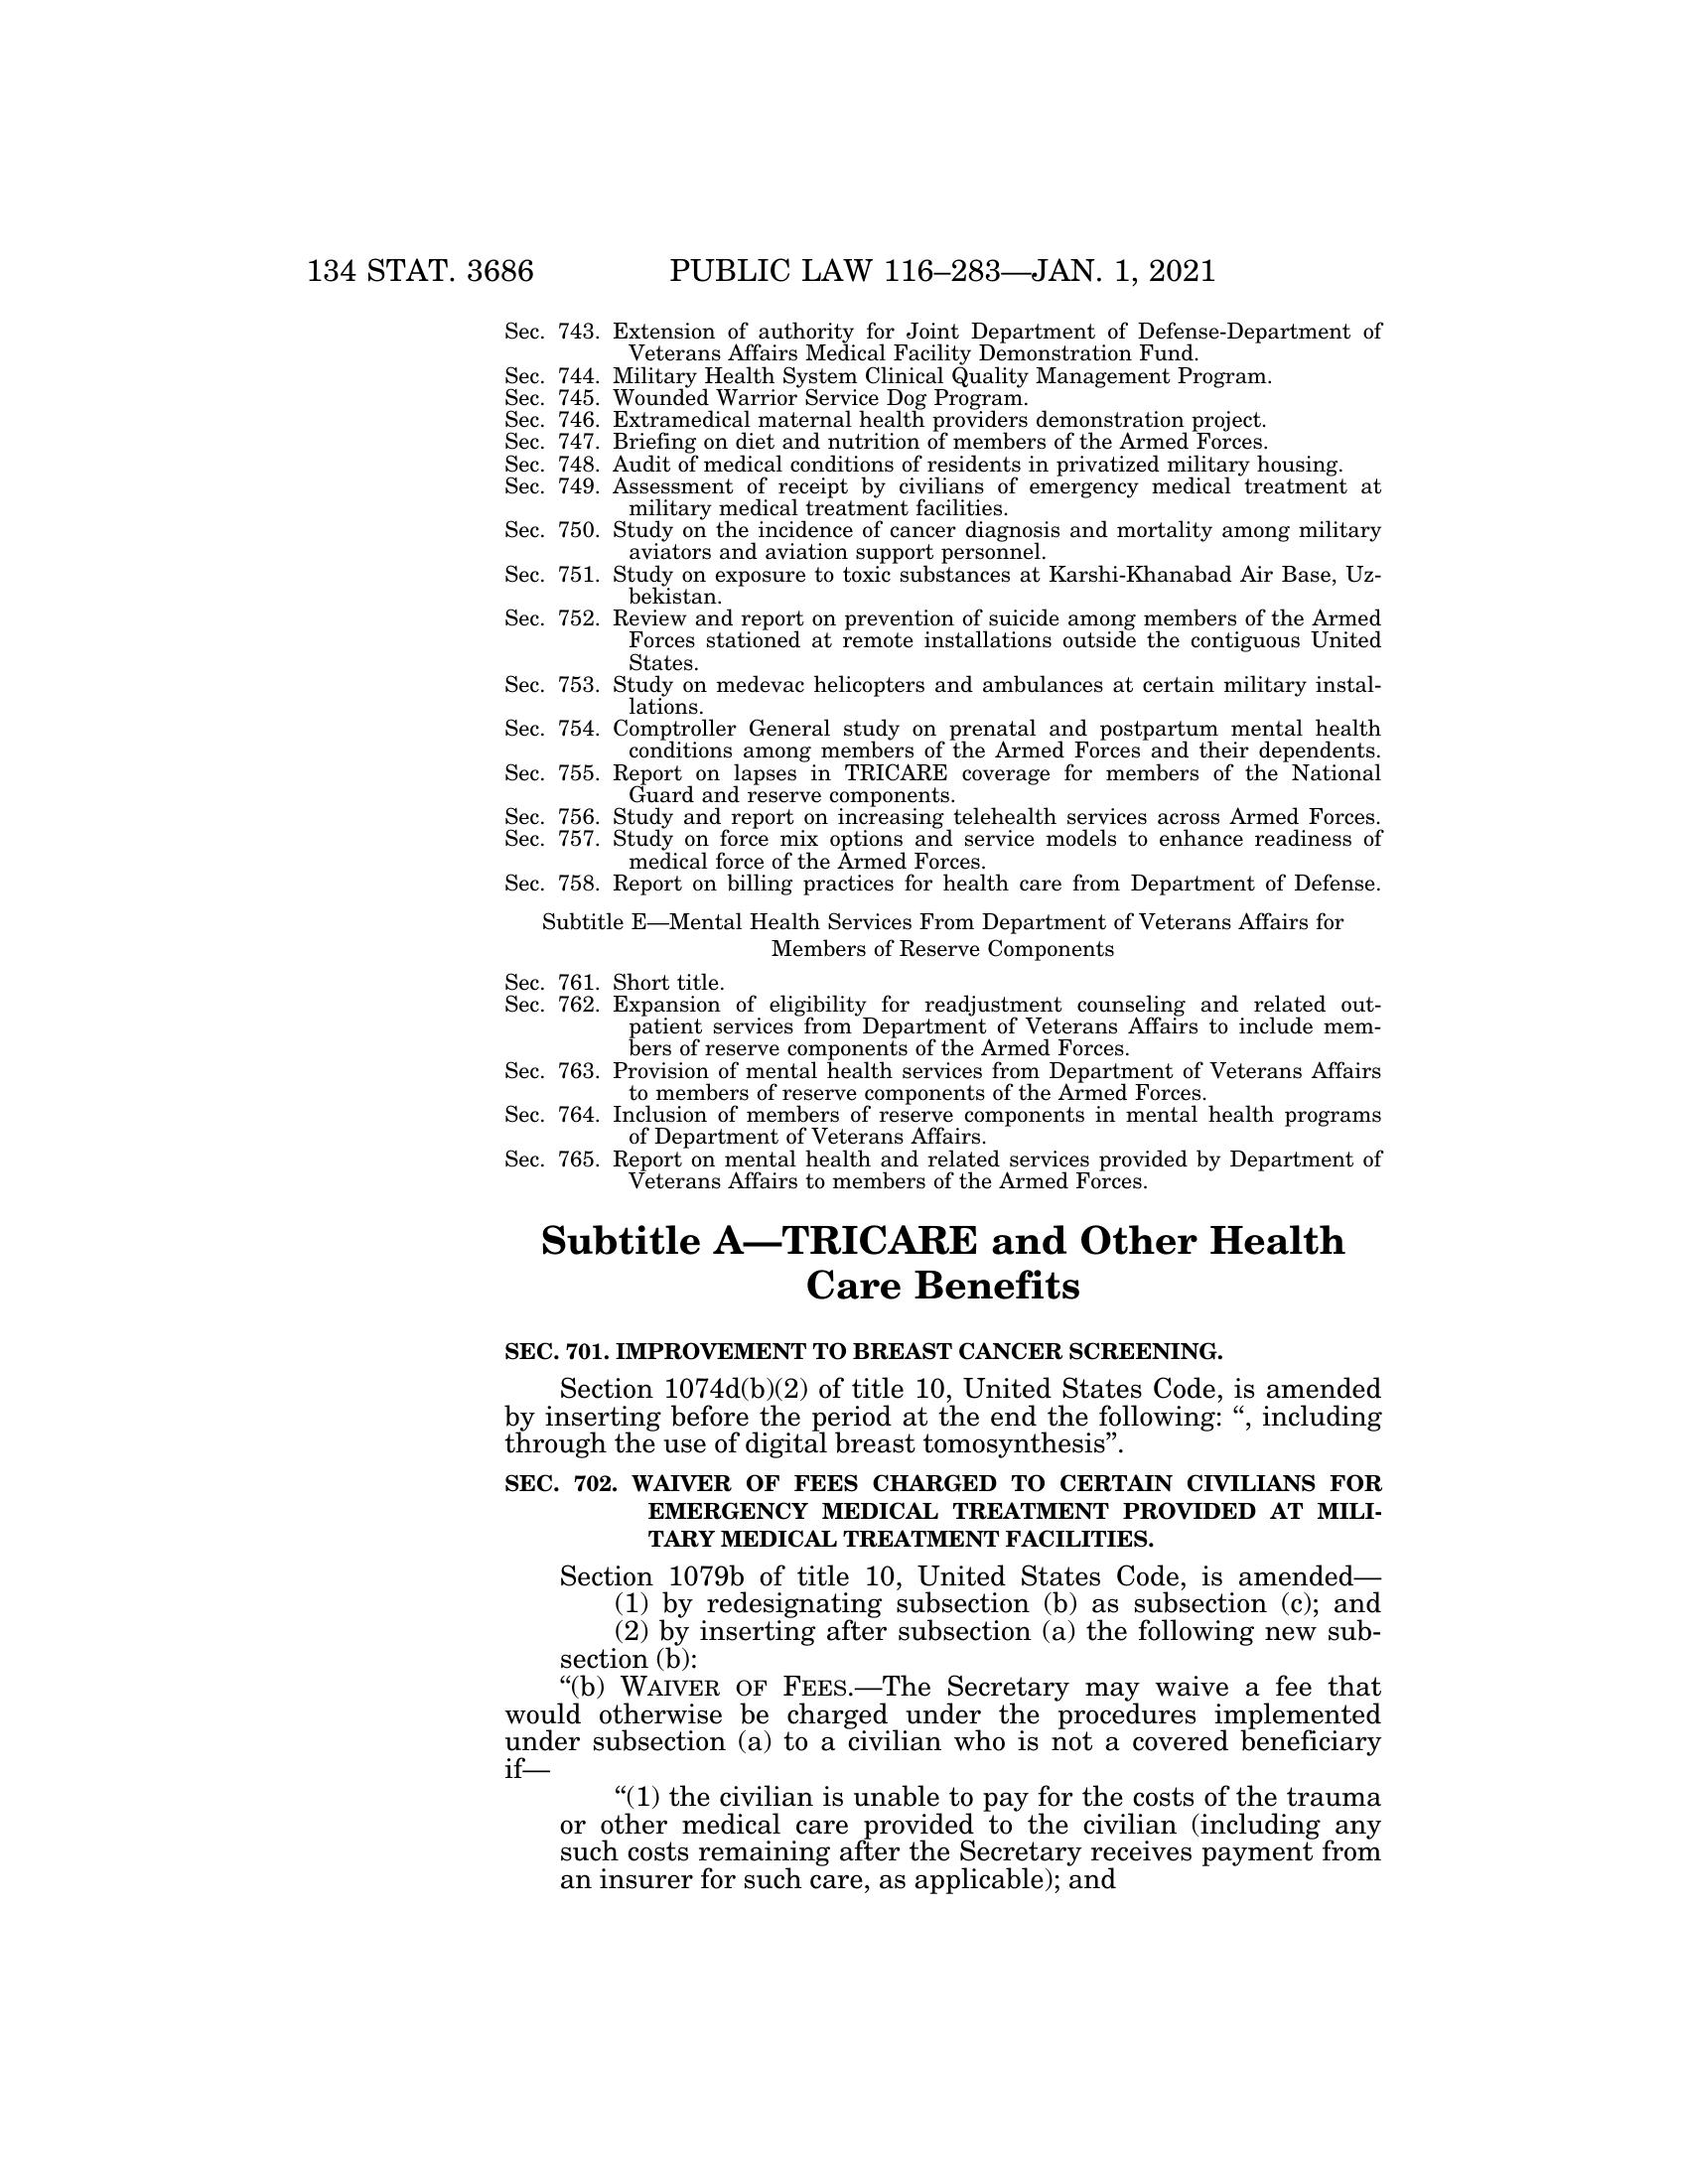 134 STAT. 3686 PUBLIC LAW 116–283—JAN. 1, 2021
Sec. 743. Extension of authority for Joint Department of Defense-Department of
Veterans Affairs Medical Facility Demonstration Fund.
Sec. 744. Military Health System Clinical Quality Management Program.
Sec. 745. Wounded Warrior Service Dog Program.
Sec. 746. Extramedical maternal health providers demonstration project.
Sec. 747. Briefing on diet and nutrition of members of the Armed Forces.
Sec. 748. Audit of medical conditions of residents in privatized military housing.
Sec. 749. Assessment of receipt by civilians of emergency medical treatment at
military medical treatment facilities.
Sec. 750. Study on the incidence of cancer diagnosis and mortality among military
aviators and aviation support personnel.
Sec. 751. Study on exposure to toxic substances at Karshi-Khanabad Air Base, Uz-
bekistan.
Sec. 752. Review and report on prevention of suicide among members of the Armed
Forces stationed at remote installations outside the contiguous United
States.
Sec. 753. Study on medevac helicopters and ambulances at certain military instal-
lations.
Sec. 754. Comptroller General study on prenatal and postpartum mental health
conditions among members of the Armed Forces and their dependents.
Sec. 755. Report on lapses in TRICARE coverage for members of the National
Guard and reserve components.
Sec. 756. Study and report on increasing telehealth services across Armed Forces.
Sec. 757. Study on force mix options and service models to enhance readiness of
medical force of the Armed Forces.
Sec. 758. Report on billing practices for health care from Department of Defense.
Subtitle E—Mental Health Services From Department of Veterans Affairs for
Members of Reserve Components
Sec. 761. Short title.
Sec. 762. Expansion of eligibility for readjustment counseling and related out-
patient services from Department of Veterans Affairs to include mem-
bers of reserve components of the Armed Forces.
Sec. 763. Provision of mental health services from Department of Veterans Affairs
to members of reserve components of the Armed Forces.
Sec. 764. Inclusion of members of reserve components in mental health programs
of Department of Veterans Affairs.
Sec. 765. Report on mental health and related services provided by Department of
Veterans Affairs to members of the Armed Forces.
Subtitle A—TRICARE and Other Health
Care Benefits
SEC. 701. IMPROVEMENT TO BREAST CANCER SCREENING.
Section 1074d(b)(2) of title 10, United States Code, is amended
by inserting before the period at the end the following: “, including
through the use of digital breast tomosynthesis”.
SEC. 702. WAIVER OF FEES CHARGED TO CERTAIN CIVILIANS FOR
EMERGENCY MEDICAL TREATMENT PROVIDED AT MILI-
TARY MEDICAL TREATMENT FACILITIES.
Section 1079b of title 10, United States Code, is amended—
(1) by redesignating subsection (b) as subsection (c); and
(2) by inserting after subsection (a) the following new sub-
section (b):
“(b) WAIVER OF FEES.—The Secretary may waive a fee that
would otherwise be charged under the procedures implemented
under subsection (a) to a civilian who is not a covered beneficiary
if—
“(1) the civilian is unable to pay for the costs of the trauma
or other medical care provided to the civilian (including any
such costs remaining after the Secretary receives payment from
an insurer for such care, as applicable); and